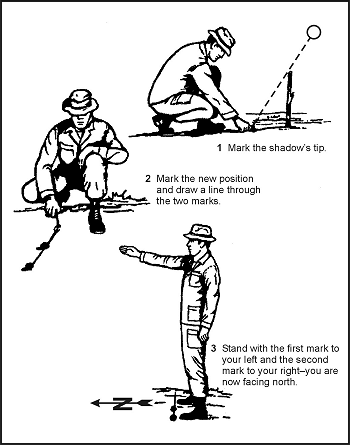 1 Mark the shadow's tip.
2 Mark the new position
and draw a line through
the two marks.
3 Stand with the first mark to
your left and the second
mark to your right–you are
now facing north.
N